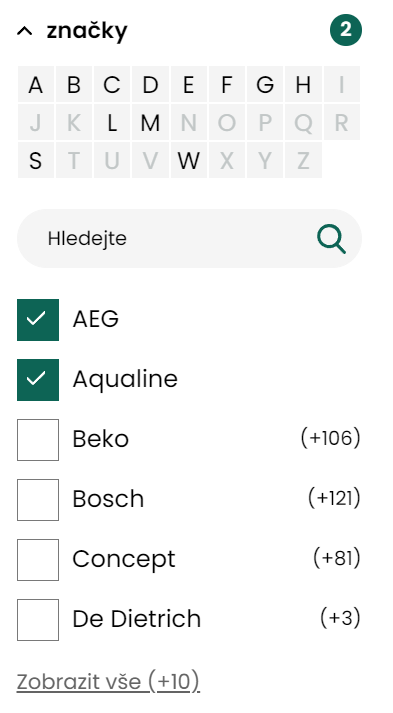 značky 2
A B C D E F G H I
J K L M N O P Q R
S T U V W X Y Z
Hledejte
AEG
Aqualine
Beko (+106)
Bosch (+121)
Concept (+81)
De Dietrich (+3)
Zobrazit vše (+10)